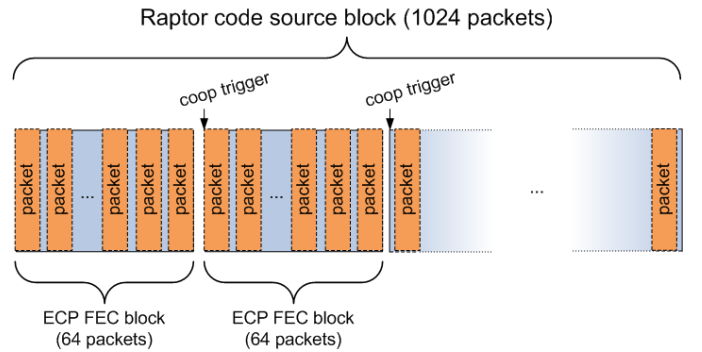 Raptor code source block (1024 packets)
coop trigger
coop trigger
packet
packet
...
packet
packet
packet
packet
packet
...
packet
packet
packet
packet
...
packet
ECP FEC block
(64 packets)
ECP FEC block
(64 packets)